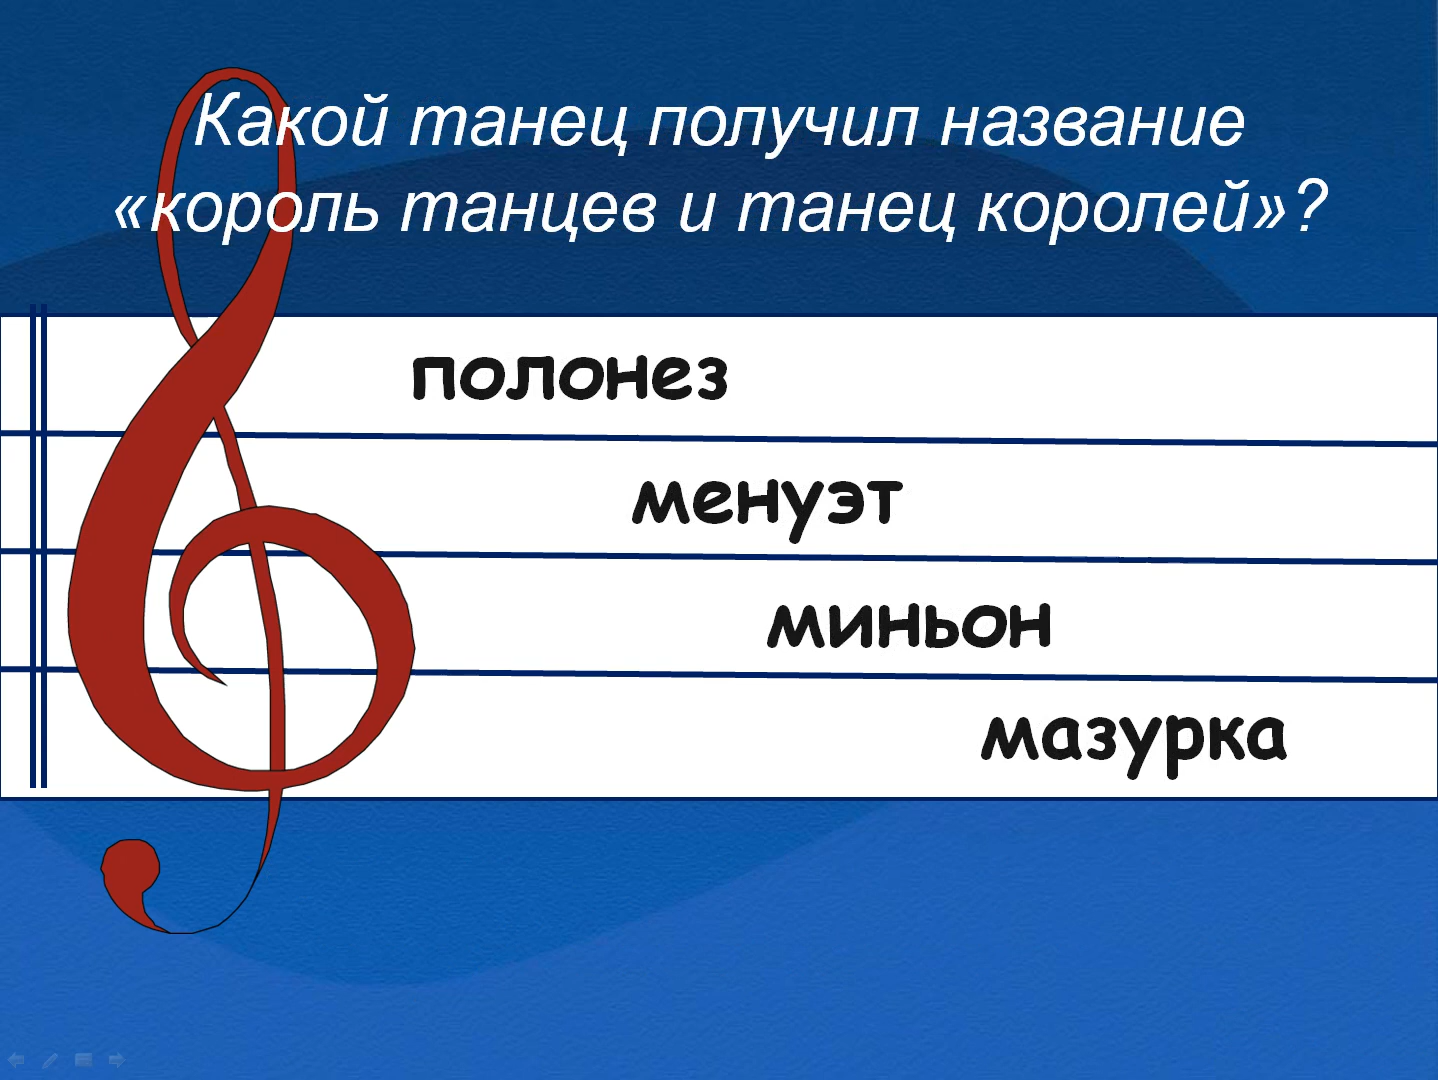 Какой танец получил название
«король танцев и танец королей»?
полонез
менуэт
миньон
мазурка